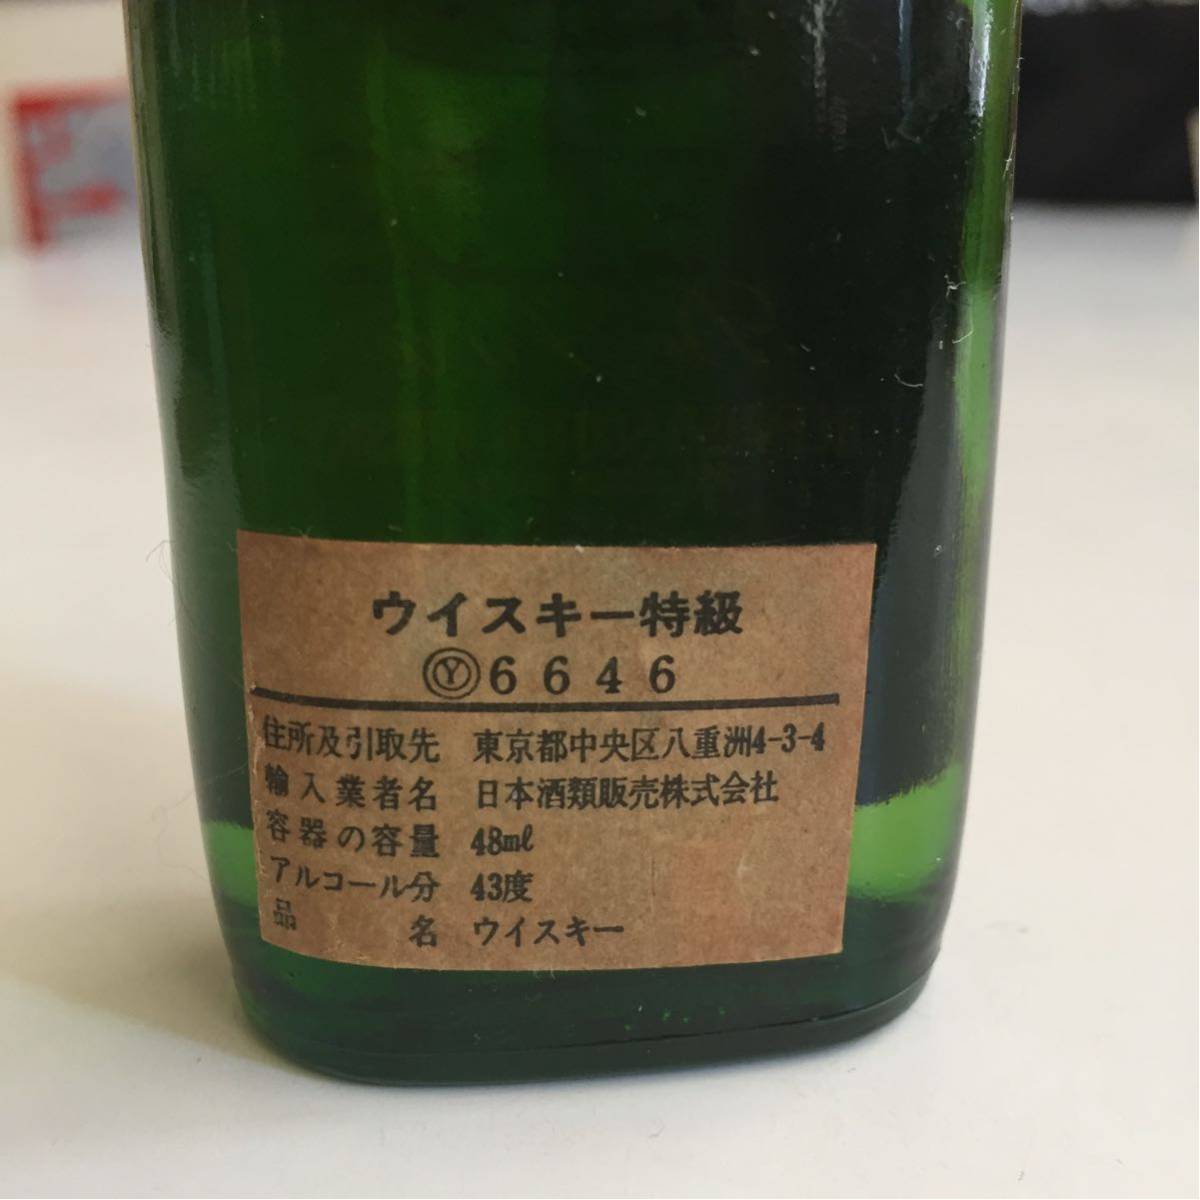 ウイスキー特級
Ⓨ6646
住所及引取先 東京都中央区八重洲4-3-4
輸入業者名 日本酒類販売株式会社
容器の容量 48ml
アルコール分 43度
品名 ウイスキー